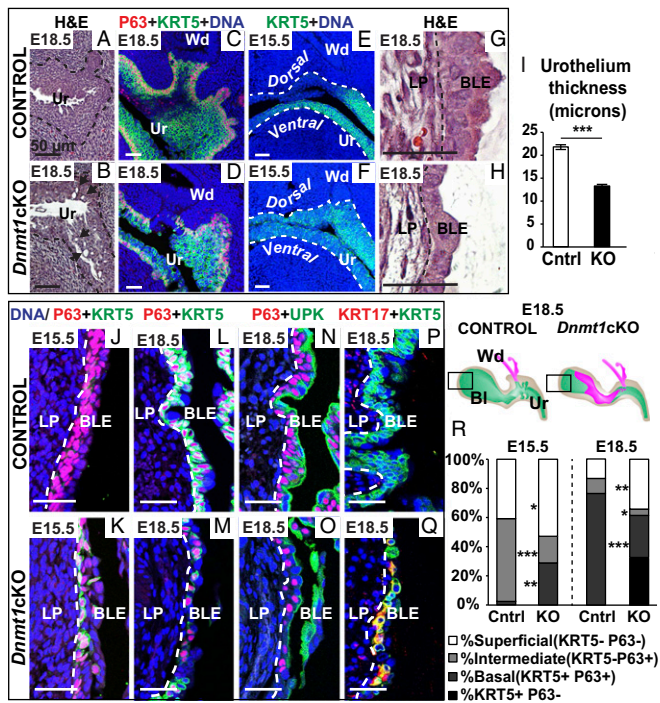 H&E P63+KRT5+DNA KRT5+DNA H&E
CONTROL
E18.5 A E18.5 Wd C E15.5 Wd E E18.5 G
Ur
50 µm
Ur
Dorsal
Ventral
Ur
LP BLE
Dnmt1cKO
E18.5 B E18.5 D E15.5 F E18.5 H
Ur
Wd
Ur
Wd
Dorsal
Ventral
Ur
LP BLE
I Urothelium
thickness
(microns)
***
25
20
15
10
5
0
Cntrl KO
DNA/ P63+KRT5 P63+KRT5 P63+UPK KRT17+KRT5
CONTROL
E15.5 J E18.5 L E18.5 N E18.5 P
LP BLE LP BLE LP BLE LP BLE
Dnmt1cKO
E15.5 K E18.5 M E18.5 O E18.5 Q
LP BLE LP BLE LP BLE LP BLE
E18.5
CONTROL Dnmt1cKO
Wd
Bl Ur
R
E15.5 E18.5
100%
80%
60%
40%
20%
0%
* *** **
** * ***
Cntrl KO Cntrl KO
%Superficial(KRT5- P63-)
%Intermediate(KRT5-P63+)
%Basal(KRT5+ P63+)
%KRT5+ P63-